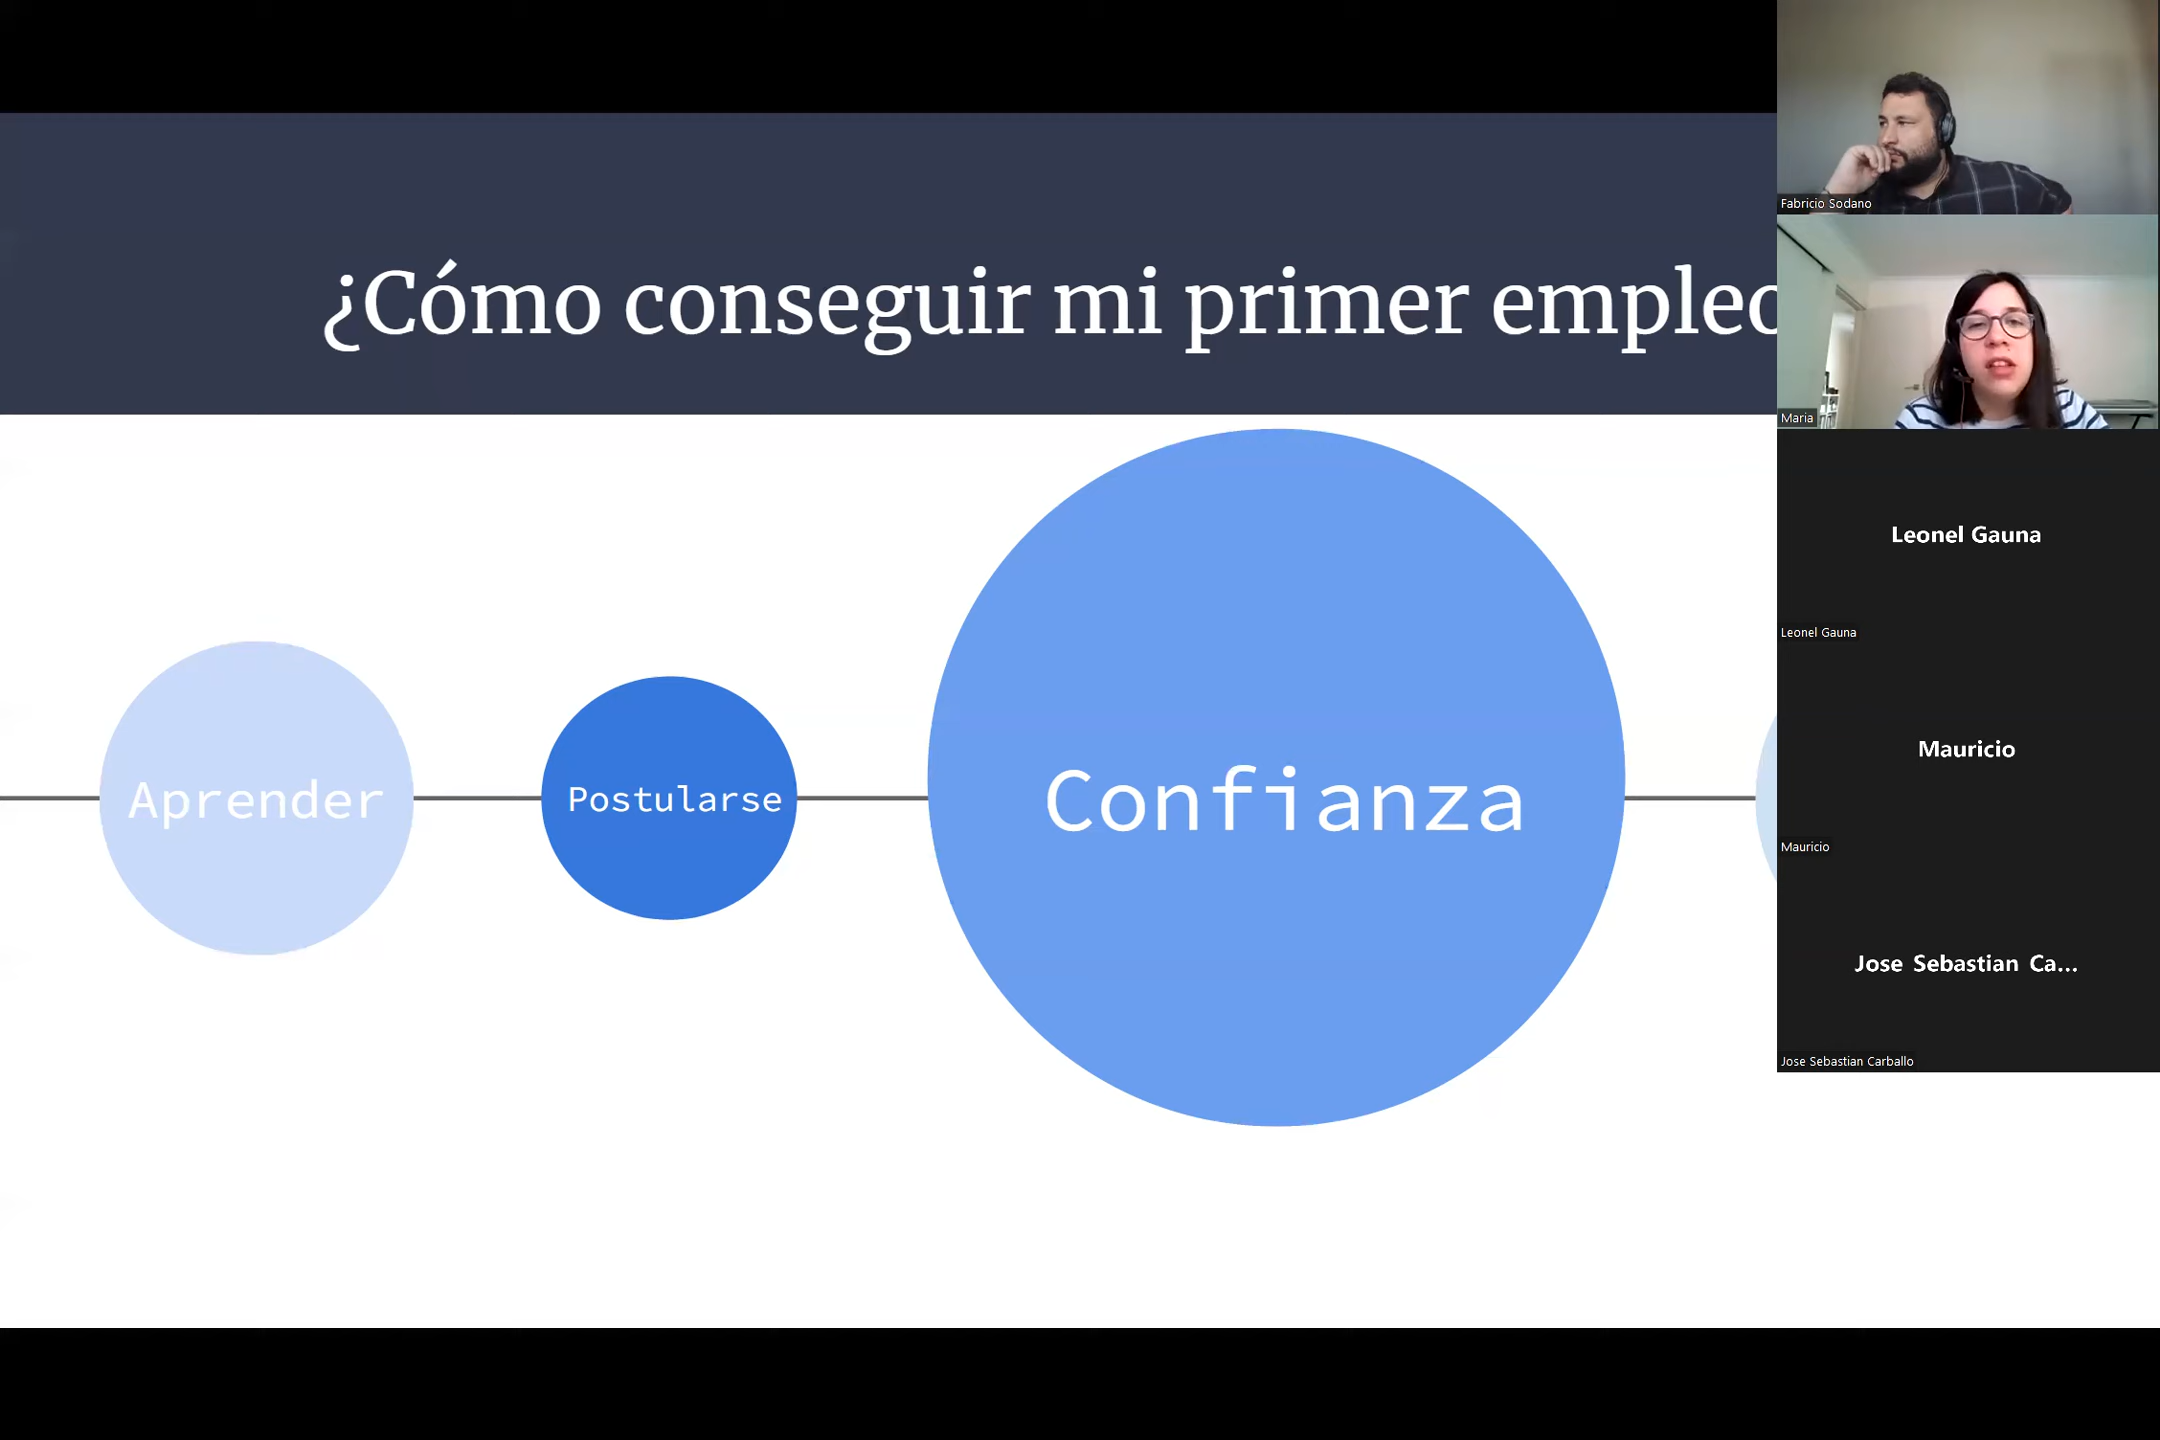 ¿Cómo conseguir mi primer empleo
Aprender
Postularse
Confianza
Fabricio Sodano
Maria
Leonel Gauna
Leonel Gauna
Mauricio
Mauricio
Jose Sebastian Ca...
Jose Sebastian Carballo